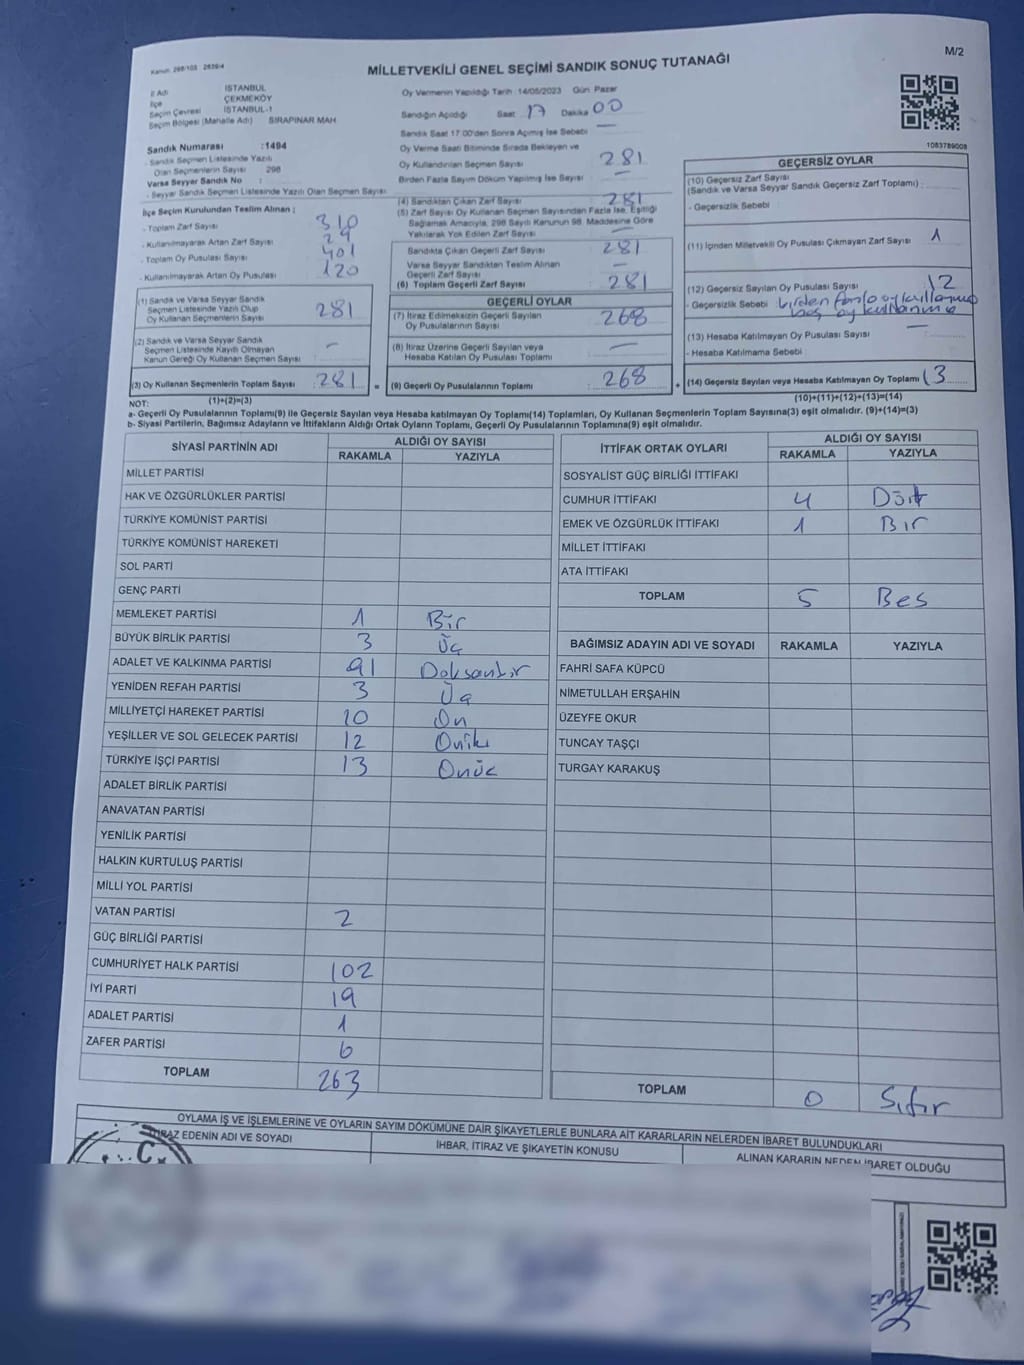 M/2
Kanun: 298/103 2839/4
MİLLETVEKİLİ GENEL SEÇİMİ SANDIK SONUÇ TUTANAĞI
İl Adı İSTANBUL
İlçe ÇEKMEKÖY
Seçim Çevresi İSTANBUL-1
Seçim Bölgesi (Mahalle Adı) SIRAPINAR MAH
Sandık Numarası :1494
- Sandık Seçmen Listesinde Yazılı
Olan Seçmenlerin Sayısı : 298
Varsa Seyyar Sandık No :
- Seyyar Sandık Seçmen Listesinde Yazılı Olan Seçmen Sayısı :
İlçe Seçim Kurulundan Teslim Alınan ;
- Toplam Zarf Sayısı : 310
- Kullanılmayarak Artan Zarf Sayısı : 29
- Toplam Oy Pusulası Sayısı : 401
- Kullanılmayarak Artan Oy Pusulası : 120
(1) Sandık ve Varsa Seyyar Sandık
Seçmen Listesinde Yazılı Olup
Oy Kullanan Seçmenlerin Sayısı : 281
(2) Sandık ve Varsa Seyyar Sandık
Seçmen Listesinde Kayıtlı Olmayan
Kanun Gereği Oy Kullanan Seçmen Sayısı : -
(3) Oy Kullanan Seçmenlerin Toplam Sayısı : 281 =
Oy Vermenin Yapıldığı Tarih : 14/05/2023 Gün: Pazar
Sandığın Açıldığı Saat 17 Dakika 00
Sandık Saat 17:00'den Sonra Açılmış İse Sebebi : —
Oy Verme Saati Bitiminde Sırada Bekleyen ve
Oy Kullandırılan Seçmen Sayısı : 281
Birden Fazla Sayım Döküm Yapılmış İse Sayısı : —
(4) Sandıktan Çıkan Zarf Sayısı : 281
(5) Zarf Sayısı Oy Kullanan Seçmen Sayısından Fazla İse, Eşitliği
Sağlamak Amacıyla, 298 Sayılı Kanunun 98. Maddesine Göre
Yakılarak Yok Edilen Zarf Sayısı : —
Sandıkta Çıkan Geçerli Zarf Sayısı : 281
Varsa Seyyar Sandıktan Teslim Alınan
Geçerli Zarf Sayısı : —
(6) Toplam Geçerli Zarf Sayısı : 281
GEÇERLİ OYLAR
(7) İtiraz Edilmeksizin Geçerli Sayılan
Oy Pusulalarının Sayısı : 268
(8) İtiraz Üzerine Geçerli Sayılan veya
Hesaba Katılan Oy Pusulası Toplamı : —
(9) Geçerli Oy Pusulalarının Toplamı : 268 +
1083789008
GEÇERSİZ OYLAR
(10) Geçersiz Zarf Sayısı
(Sandık ve Varsa Seyyar Sandık Geçersiz Zarf Toplamı) :
- Geçersizlik Sebebi :
(11) İçinden Milletvekili Oy Pusulası Çıkmayan Zarf Sayısı : 1
(12) Geçersiz Sayılan Oy Pusulası Sayısı : 12
- Geçersizlik Sebebi : birden fazla oy kullanımı
boş oy kullanımı
(13) Hesaba Katılmayan Oy Pusulası Sayısı : —
- Hesaba Katılmama Sebebi :
(14) Geçersiz Sayılan veya Hesaba Katılmayan Oy Toplamı : 13
NOT: (1)+(2)=(3) (10)+(11)+(12)+(13)=(14)
a- Geçerli Oy Pusulalarının Toplamı(9) ile Geçersiz Sayılan veya Hesaba katılmayan Oy Toplamı(14) Toplamları, Oy Kullanan Seçmenlerin Toplam Sayısına(3) eşit olmalıdır. (9)+(14)=(3)
b- Siyasi Partilerin, Bağımsız Adayların ve İttifakların Aldığı Ortak Oyların Toplamı, Geçerli Oy Pusulalarının Toplamına(9) eşit olmalıdır.
SİYASİ PARTİNİN ADI ALDIĞI OY SAYISI
RAKAMLA YAZIYLA
MİLLET PARTİSİ
HAK VE ÖZGÜRLÜKLER PARTİSİ
TÜRKİYE KOMÜNİST PARTİSİ
TÜRKİYE KOMÜNİST HAREKETİ
SOL PARTİ
GENÇ PARTİ
MEMLEKET PARTİSİ 1 Bir
BÜYÜK BİRLİK PARTİSİ 3 Üç
ADALET VE KALKINMA PARTİSİ 91 Doksanbir
YENİDEN REFAH PARTİSİ 3 Üç
MİLLİYETÇİ HAREKET PARTİSİ 10 On
YEŞİLLER VE SOL GELECEK PARTİSİ 12 Oniki
TÜRKİYE İŞÇİ PARTİSİ 13 Onüç
ADALET BİRLİK PARTİSİ
ANAVATAN PARTİSİ
YENİLİK PARTİSİ
HALKIN KURTULUŞ PARTİSİ
MİLLİ YOL PARTİSİ
VATAN PARTİSİ 2
GÜÇ BİRLİĞİ PARTİSİ
CUMHURİYET HALK PARTİSİ 102
İYİ PARTİ 19
ADALET PARTİSİ 1
ZAFER PARTİSİ 6
TOPLAM 263
İTTİFAK ORTAK OYLARI ALDIĞI OY SAYISI
RAKAMLA YAZIYLA
SOSYALİST GÜÇ BİRLİĞİ İTTİFAKI
CUMHUR İTTİFAKI 4 Dört
EMEK VE ÖZGÜRLÜK İTTİFAKI 1 Bir
MİLLET İTTİFAKI
ATA İTTİFAKI
TOPLAM 5 Bes
BAĞIMSIZ ADAYIN ADI VE SOYADI RAKAMLA YAZIYLA
FAHRİ SAFA KÜPCÜ
NİMETULLAH ERŞAHİN
ÜZEYFE OKUR
TUNCAY TAŞÇI
TURGAY KARAKUŞ
TOPLAM 0 Sıfır
OYLAMA İŞ VE İŞLEMLERİNE VE OYLARIN SAYIM DÖKÜMÜNE DAİR ŞİKAYETLERLE BUNLARA AİT KARARLARIN NELERDEN İBARET BULUNDUKLARI
İTİRAZ EDENİN ADI VE SOYADI İHBAR, İTİRAZ VE ŞİKAYETİN KONUSU ALINAN KARARIN NEDEN İBARET OLDUĞU